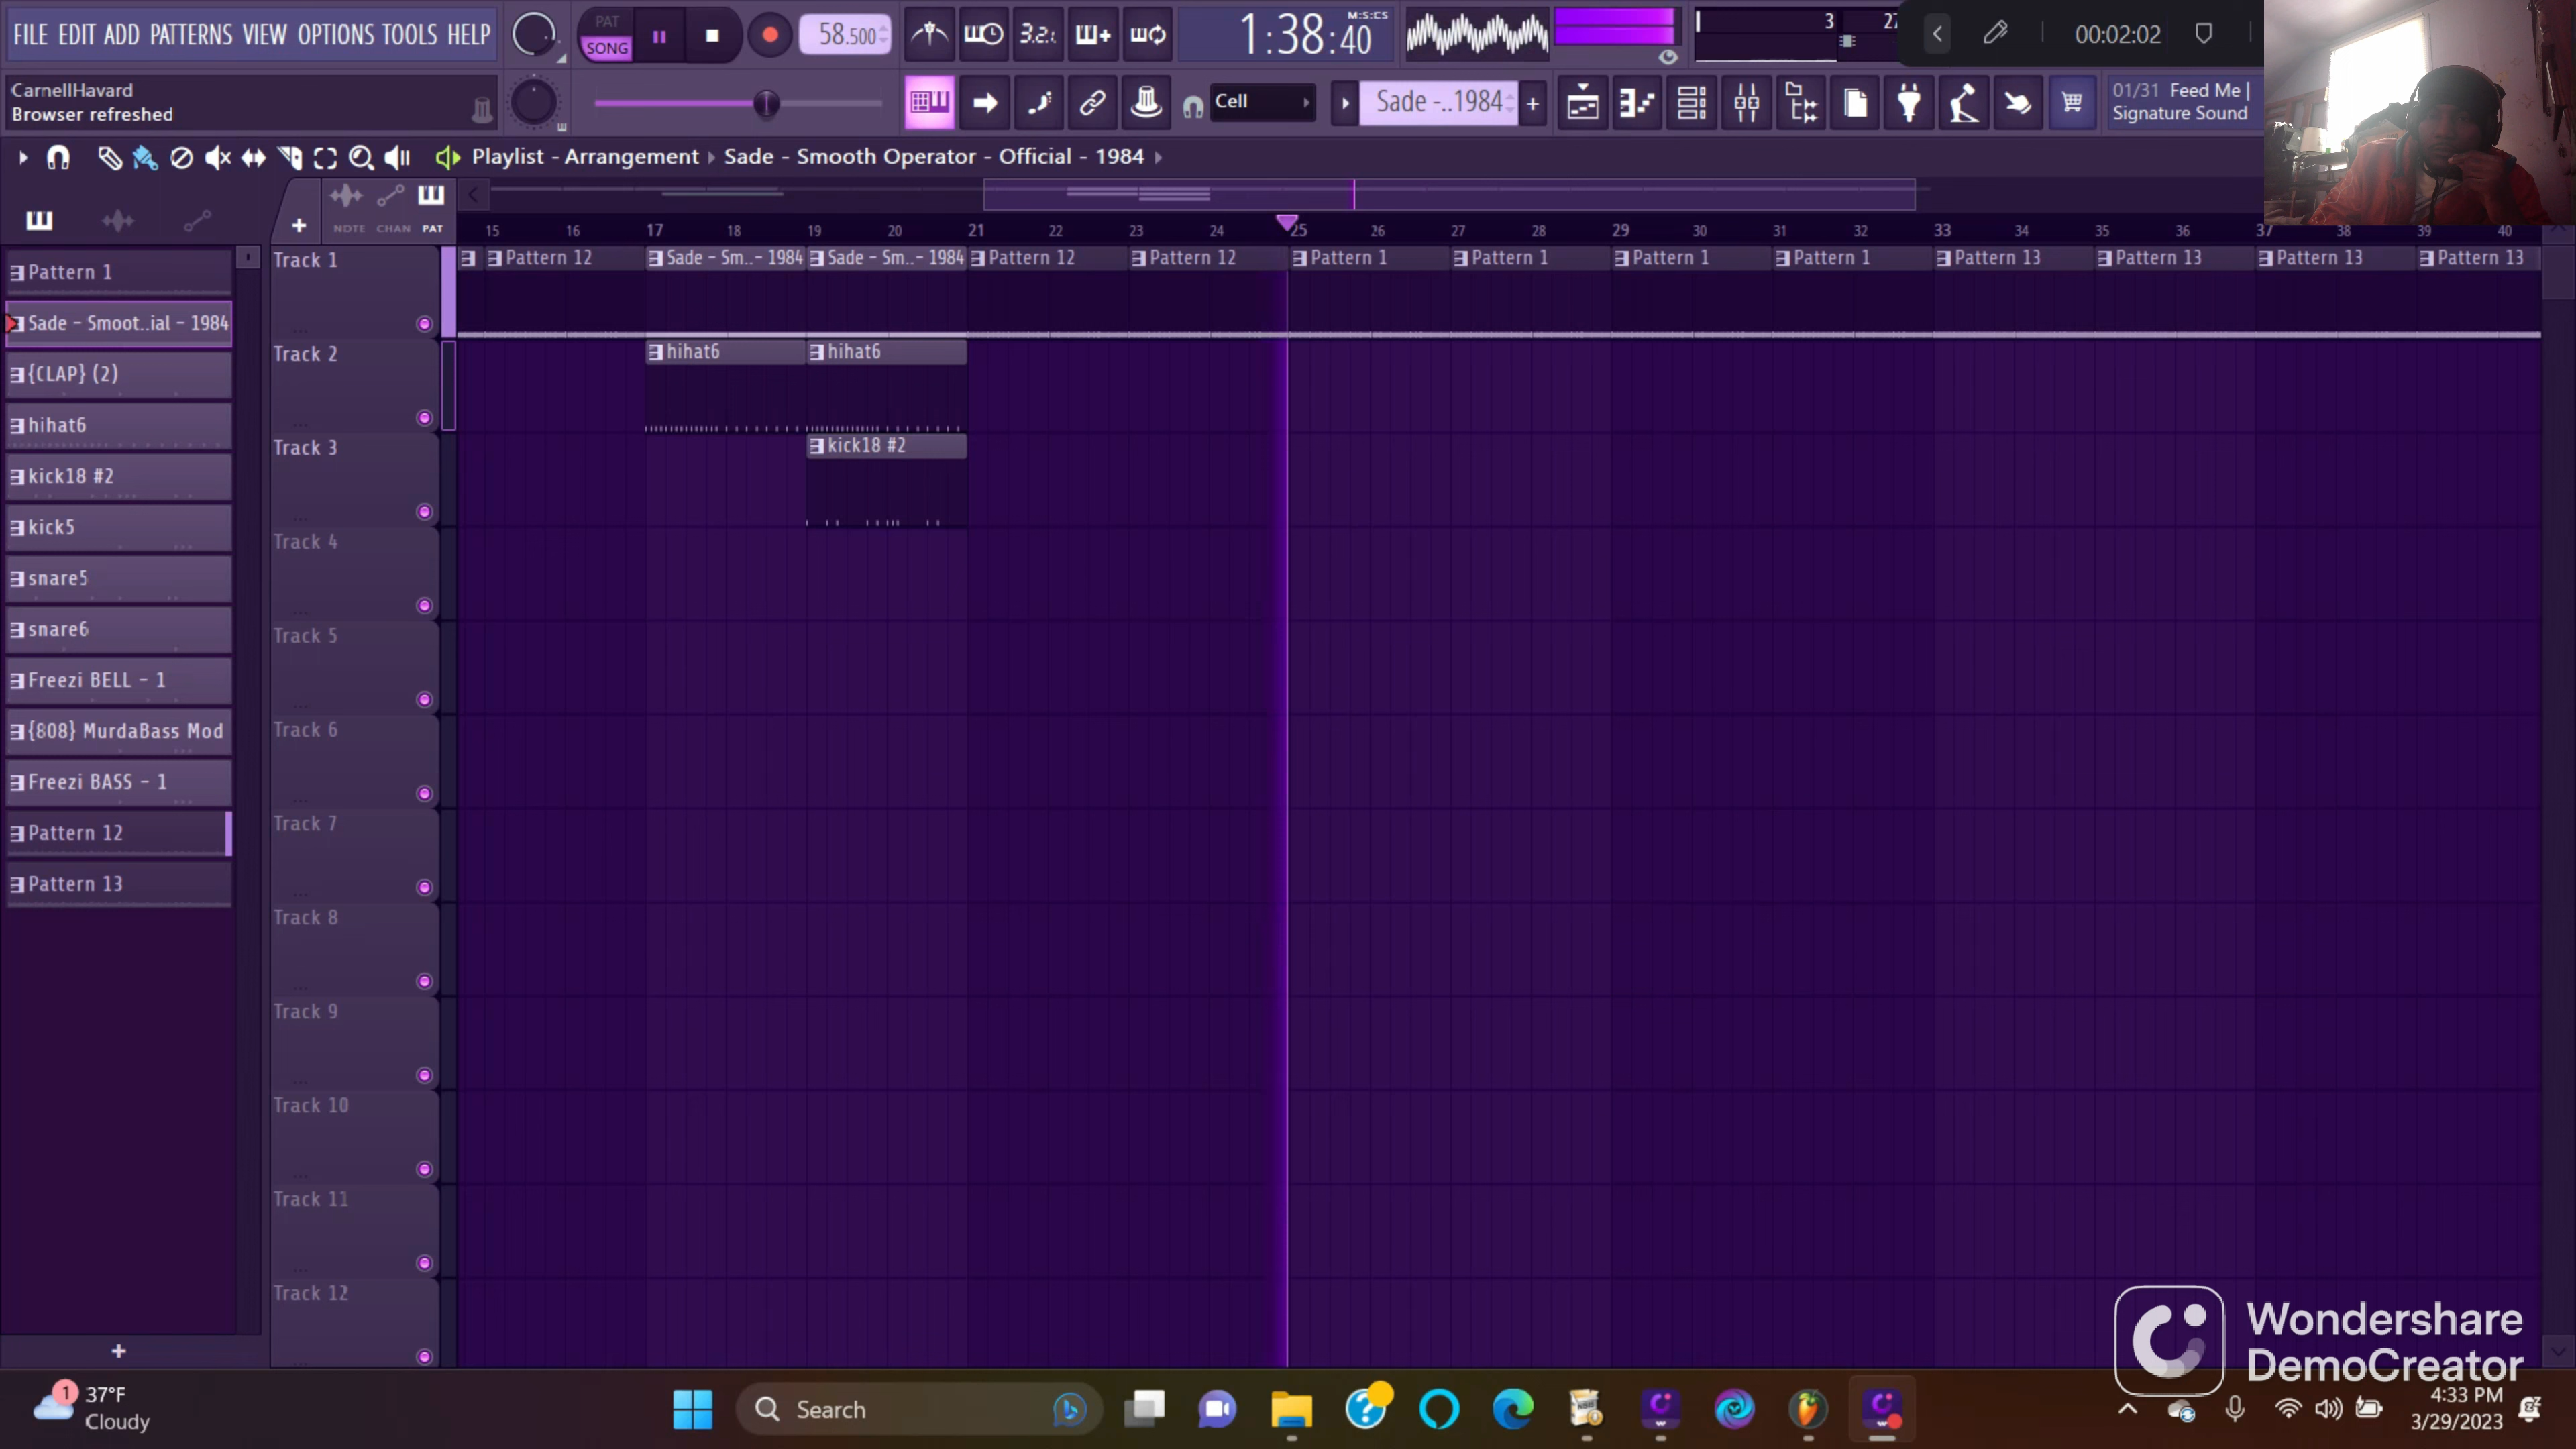 FILE EDIT ADD PATTERNS VIEW OPTIONS TOOLS HELP
PAT
SONG
58.500
3.2.
M:S:CS
1:38:40
3
27
00:02:02
CarnellHavard
Browser refreshed
Cell
Sade -..1984
01/31 Feed Me |
Signature Sound
Playlist - Arrangement Sade - Smooth Operator - Official - 1984
NOTE CHAN PAT
15 16 17 18 19 20 21 22 23 24 25 26 27 28 29 30 31 32 33 34 35 36 37 38 39 40
Pattern 1
Sade - Smoot..ial - 1984
{CLAP} (2)
hihat6
kick18 #2
kick5
snare5
snare6
Freezi BELL - 1
{808} MurdaBass Mod
Freezi BASS - 1
Pattern 12
Pattern 13
Track 1
Pattern 12 Sade - Sm..- 1984 Sade - Sm..- 1984 Pattern 12 Pattern 12 Pattern 1 Pattern 1 Pattern 1 Pattern 1 Pattern 13 Pattern 13 Pattern 13 Pattern 13
Track 2
hihat6 hihat6
Track 3
kick18 #2
Track 4
Track 5
Track 6
Track 7
Track 8
Track 9
Track 10
Track 11
Track 12
Wondershare
DemoCreator
1
37°F
Cloudy
Search
4:33 PM
3/29/2023